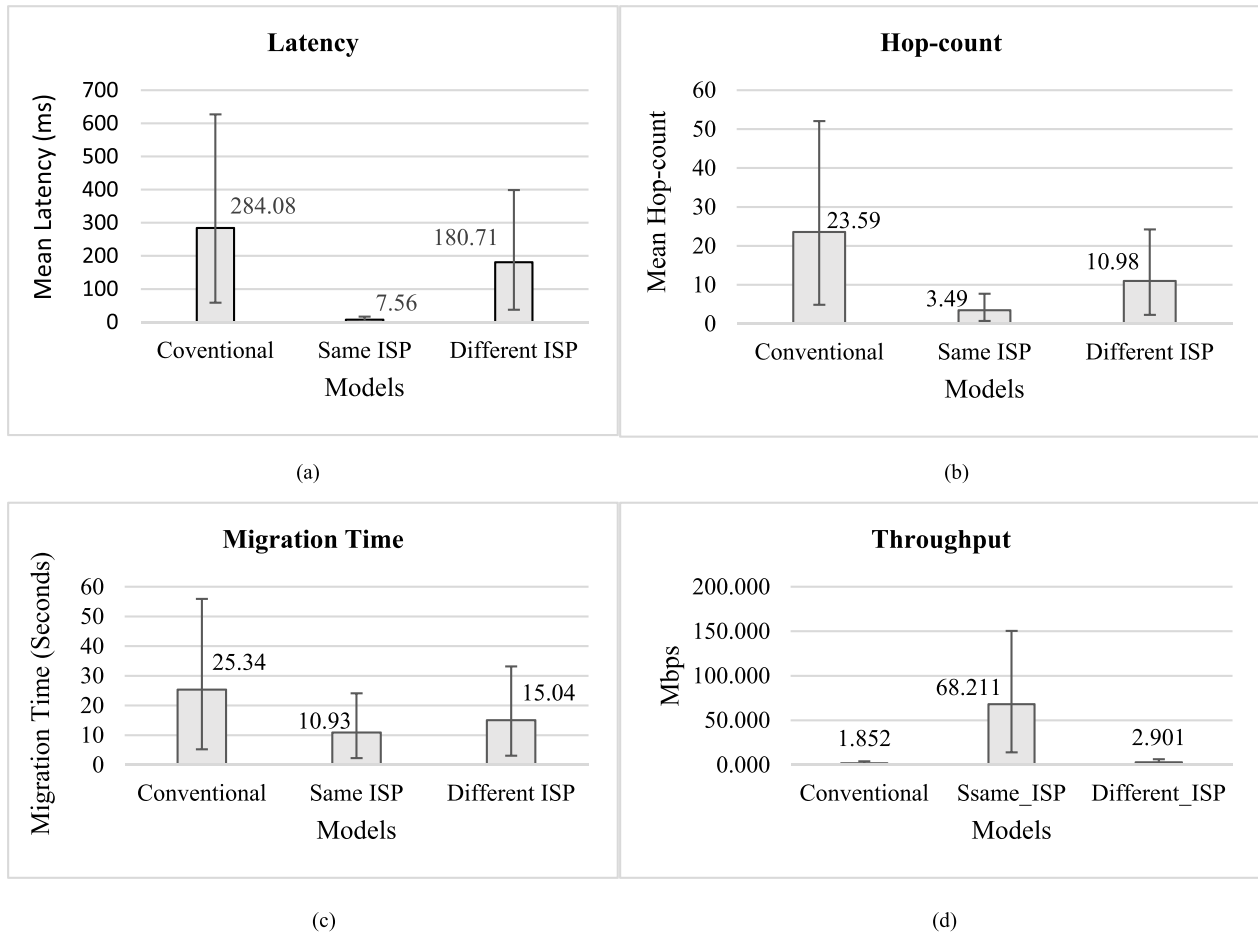 Latency
Mean Latency (ms)
700
600
500
400
300
200
100
0
284.08
7.56
180.71
Coventional Same ISP Different ISP
Models
(a)
Hop-count
Mean Hop-count
60
50
40
30
20
10
0
23.59
3.49
10.98
Conventional Same ISP Different ISP
Models
(b)
Migration Time
Migration Time (Seconds)
60
50
40
30
20
10
0
25.34
10.93
15.04
Conventional Same ISP Different ISP
Models
(c)
Throughput
Mbps
200.000
150.000
100.000
50.000
0.000
1.852
68.211
2.901
Conventional Ssame_ISP Different_ISP
Models
(d)